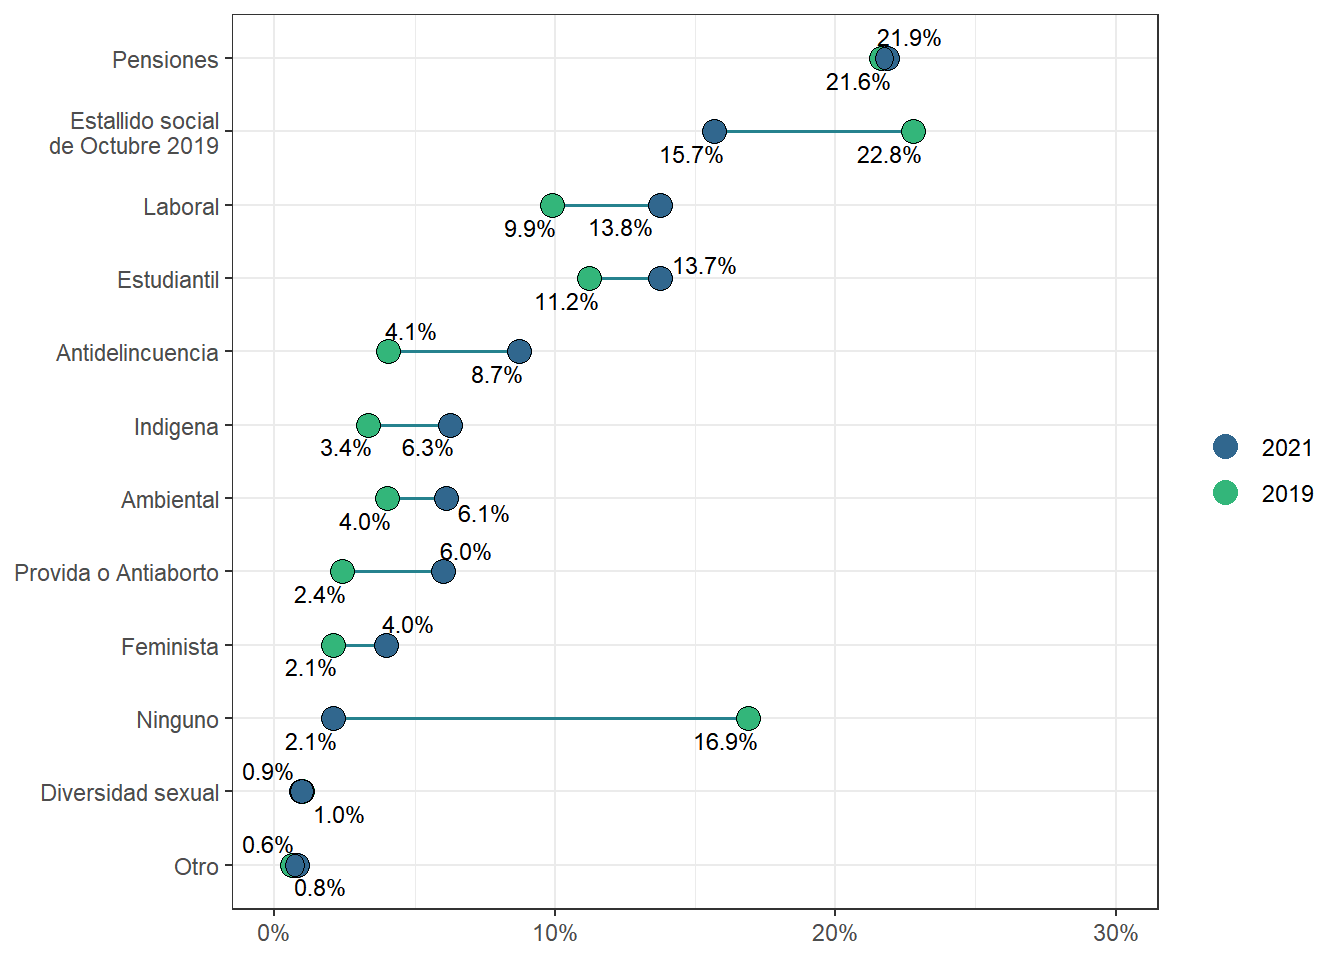 Pensiones
21.9%
21.6%
Estallido social
de Octubre 2019
15.7%
22.8%
Laboral
9.9%
13.8%
Estudiantil
13.7%
11.2%
Antidelincuencia
4.1%
8.7%
Indigena
3.4%
6.3%
Ambiental
4.0%
6.1%
Provida o Antiaborto
6.0%
2.4%
Feminista
4.0%
2.1%
Ninguno
2.1%
16.9%
Diversidad sexual
0.9%
1.0%
Otro
0.6%
0.8%
0%
10%
20%
30%
2021
2019